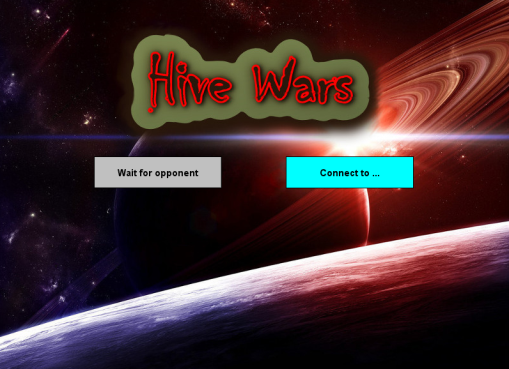 Hive Wars
Wait for opponent
Connect to ...